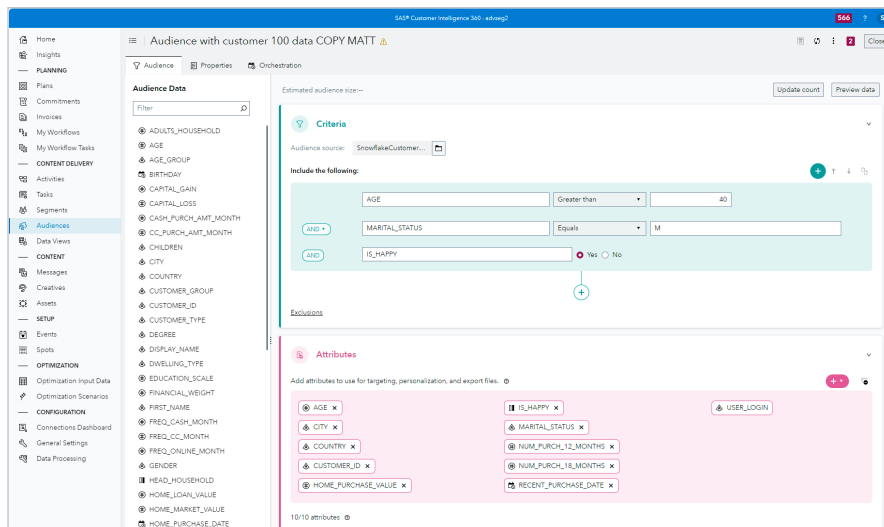 SAS® Customer Intelligence 360 - advseg2
566 ?
Home
Insights
PLANNING
Plans
Commitments
Invoices
My Workflows
My Workflow Tasks
CONTENT DELIVERY
Activities
Tasks
Segments
Audiences
Data Views
CONTENT
Messages
Creatives
Assets
SETUP
Events
Spots
OPTIMIZATION
Optimization Input Data
Optimization Scenarios
CONFIGURATION
Connections Dashboard
General Settings
Data Processing
Audience with customer 100 data COPY MATT
2 Close
Audience Properties Orchestration
Audience Data
Filter
ADULTS_HOUSEHOLD
AGE
AGE_GROUP
BIRTHDAY
CAPITAL_GAIN
CAPITAL_LOSS
CASH_PURCH_AMT_MONTH
CC_PURCH_AMT_MONTH
CHILDREN
CITY
COUNTRY
CUSTOMER_GROUP
CUSTOMER_ID
CUSTOMER_TYPE
DEGREE
DISPLAY_NAME
DWELLING_TYPE
EDUCATION_SCALE
FINANCIAL_WEIGHT
FIRST_NAME
FREQ_CASH_MONTH
FREQ_CC_MONTH
FREQ_ONLINE_MONTH
GENDER
HEAD_HOUSEHOLD
HOME_LOAN_VALUE
HOME_MARKET_VALUE
HOME_PURCHASE_DATE
Estimated audience size:--
Update count Preview data
Criteria
Audience source: SnowflakeCustomer...
Include the following:
AGE Greater than 40
AND MARITAL_STATUS Equals M
AND IS_HAPPY Yes No
Exclusions
Attributes
Add attributes to use for targeting, personalization, and export files.
AGE IS_HAPPY USER_LOGIN
CITY MARITAL_STATUS
COUNTRY NUM_PURCH_12_MONTHS
CUSTOMER_ID NUM_PURCH_18_MONTHS
HOME_PURCHASE_VALUE RECENT_PURCHASE_DATE
10/10 attributes